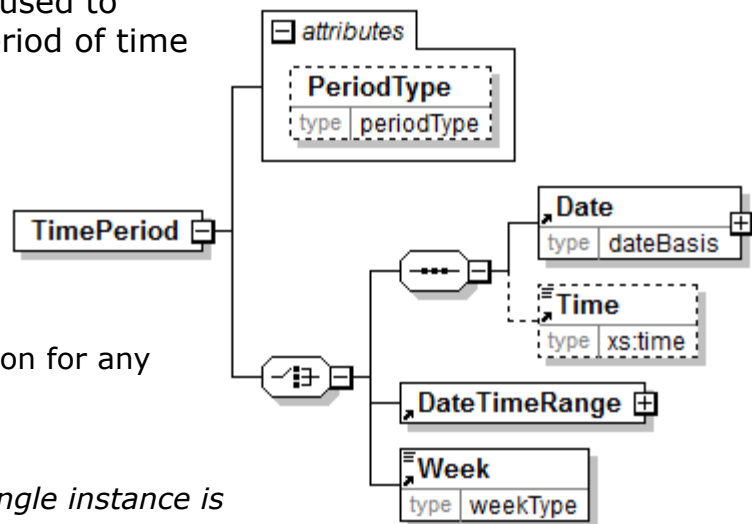 used to
eriod of time
attributes
PeriodType
type periodType
TimePeriod
Date
type dateBasis
Time
type xs:time
on for any
DateTimeRange
Week
type weekType
ngle instance is